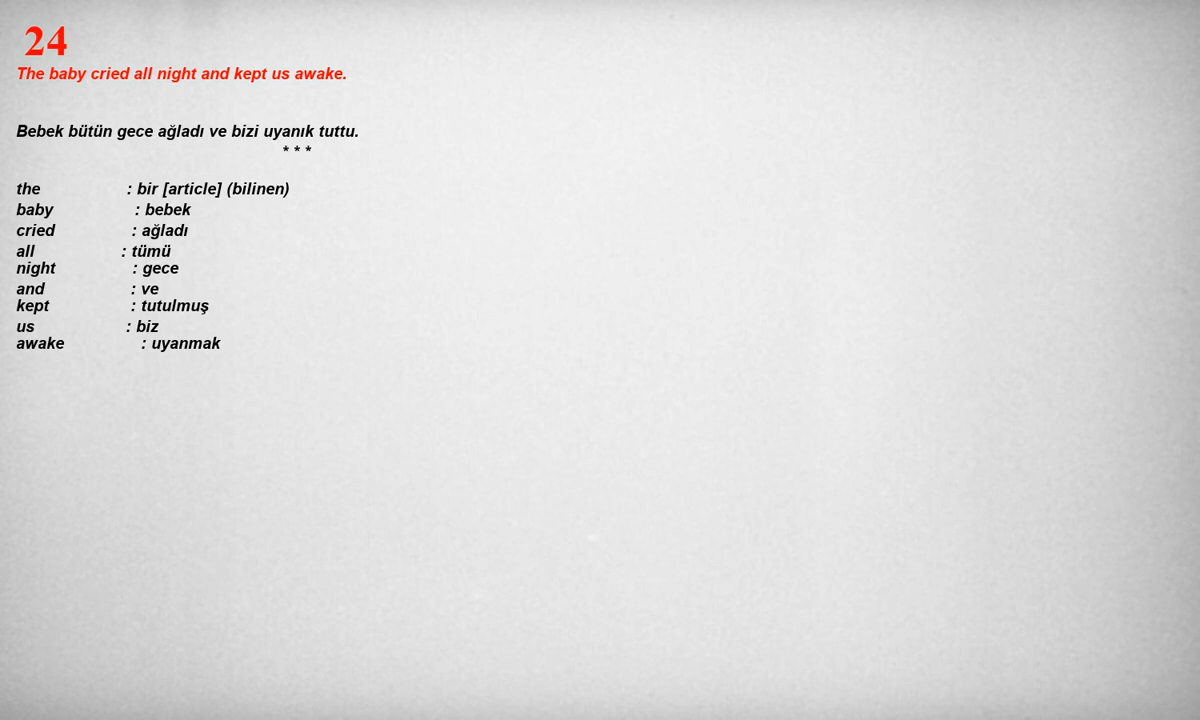 24
The baby cried all night and kept us awake.
Bebek bütün gece ağladı ve bizi uyanık tuttu.
* * *
the : bir [article] (bilinen)
baby : bebek
cried : ağladı
all : tümü
night : gece
and : ve
kept : tutulmuş
us : biz
awake : uyanmak